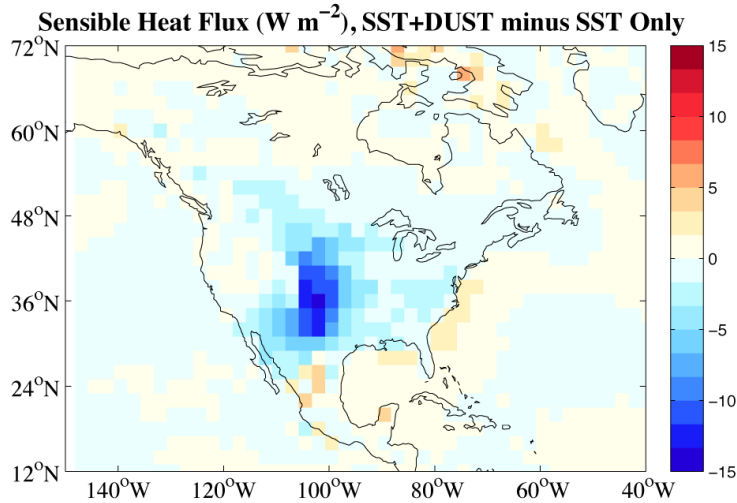 Sensible Heat Flux (W m⁻²), SST+DUST minus SST Only
72°N
60°N
48°N
36°N
24°N
12°N
140°W
120°W
100°W
80°W
60°W
40°W
15
10
5
0
−5
−10
−15